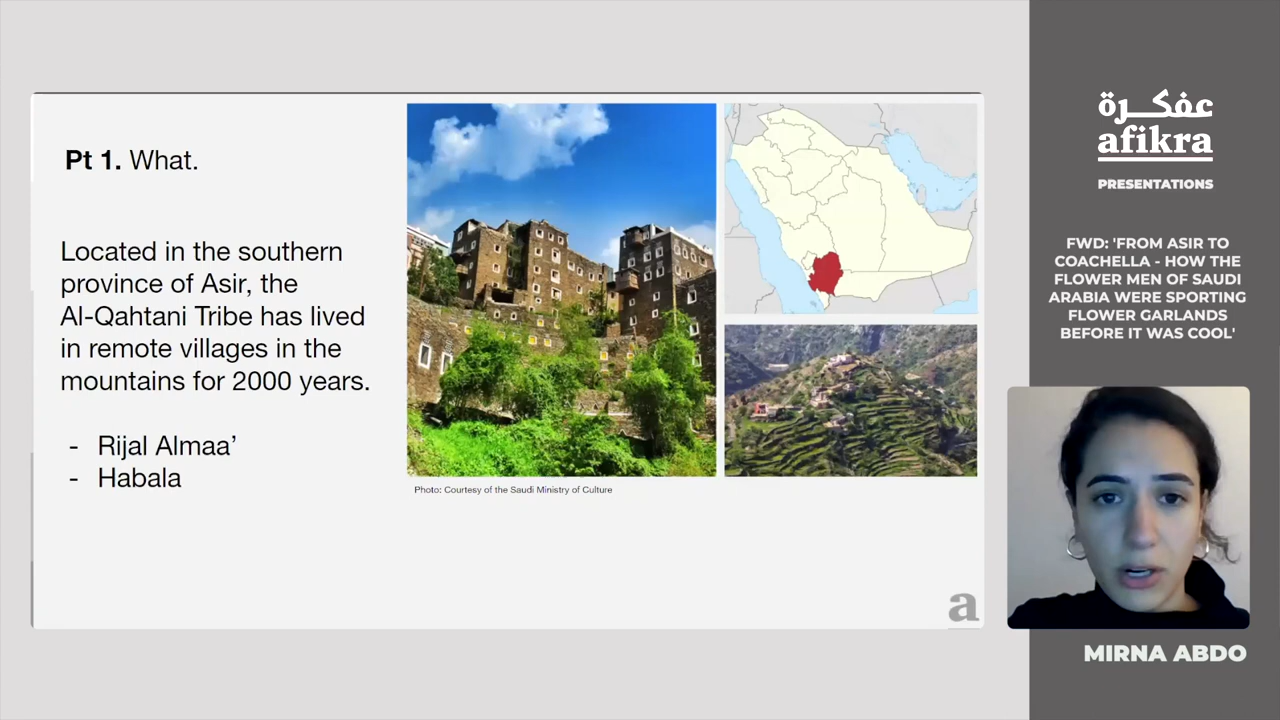 Pt 1. What.
Located in the southern
province of Asir, the
Al-Qahtani Tribe has lived
in remote villages in the
mountains for 2000 years.
- Rijal Almaa’
- Habala
Photo: Courtesy of the Saudi Ministry of Culture
a
عفكرة
afikra
PRESENTATIONS
FWD: 'FROM ASIR TO
COACHELLA - HOW THE
FLOWER MEN OF SAUDI
ARABIA WERE SPORTING
FLOWER GARLANDS
BEFORE IT WAS COOL'
MIRNA ABDO